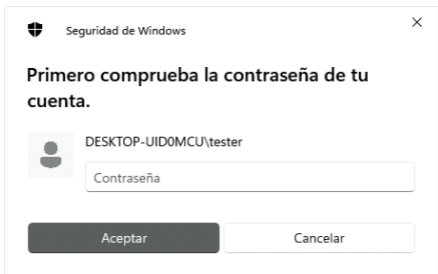 Seguridad de Windows
Primero comprueba la contraseña de tu
cuenta.
DESKTOP-UID0MCU\tester
Contraseña
Aceptar
Cancelar